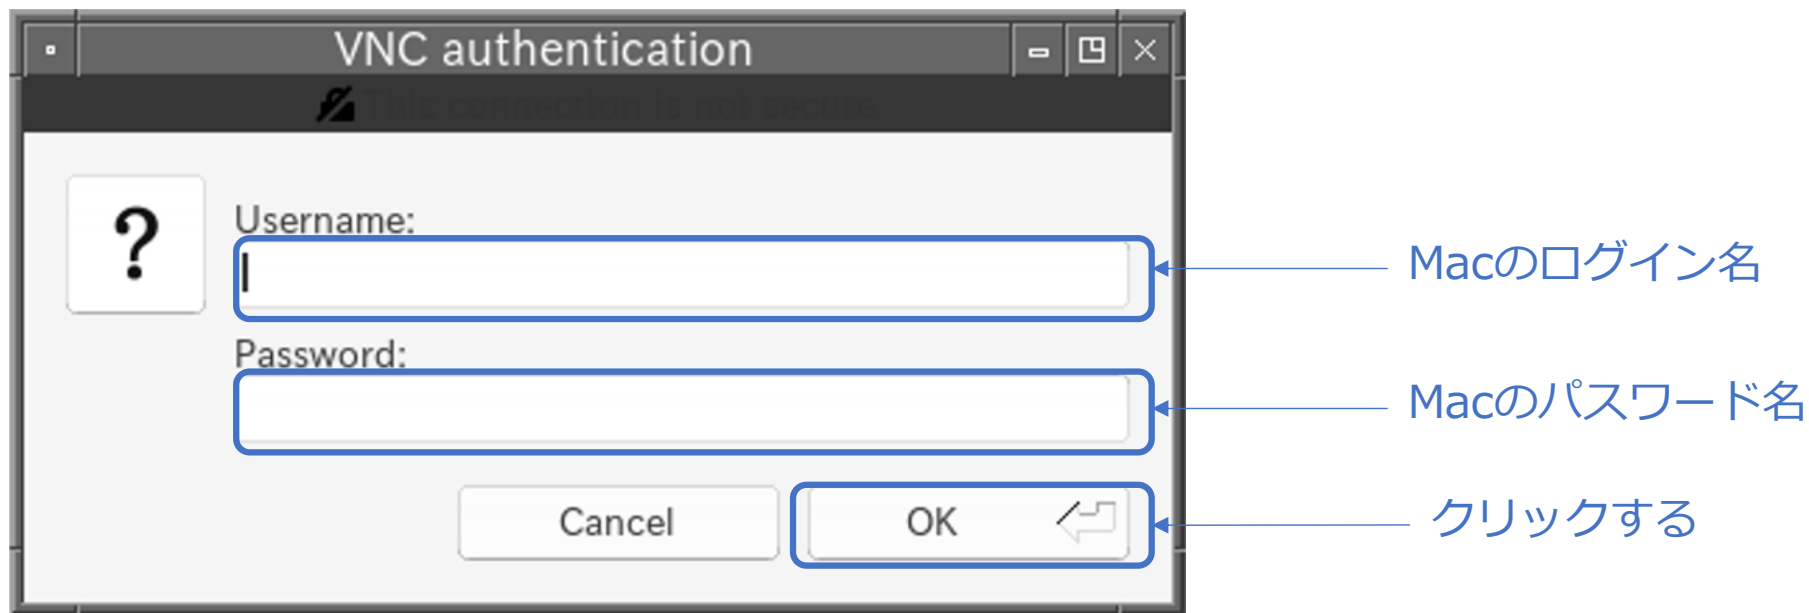 VNC authentication
This connection is not secure
?
Username:
Macのログイン名
Password:
Macのパスワード名
Cancel
OK
クリックする